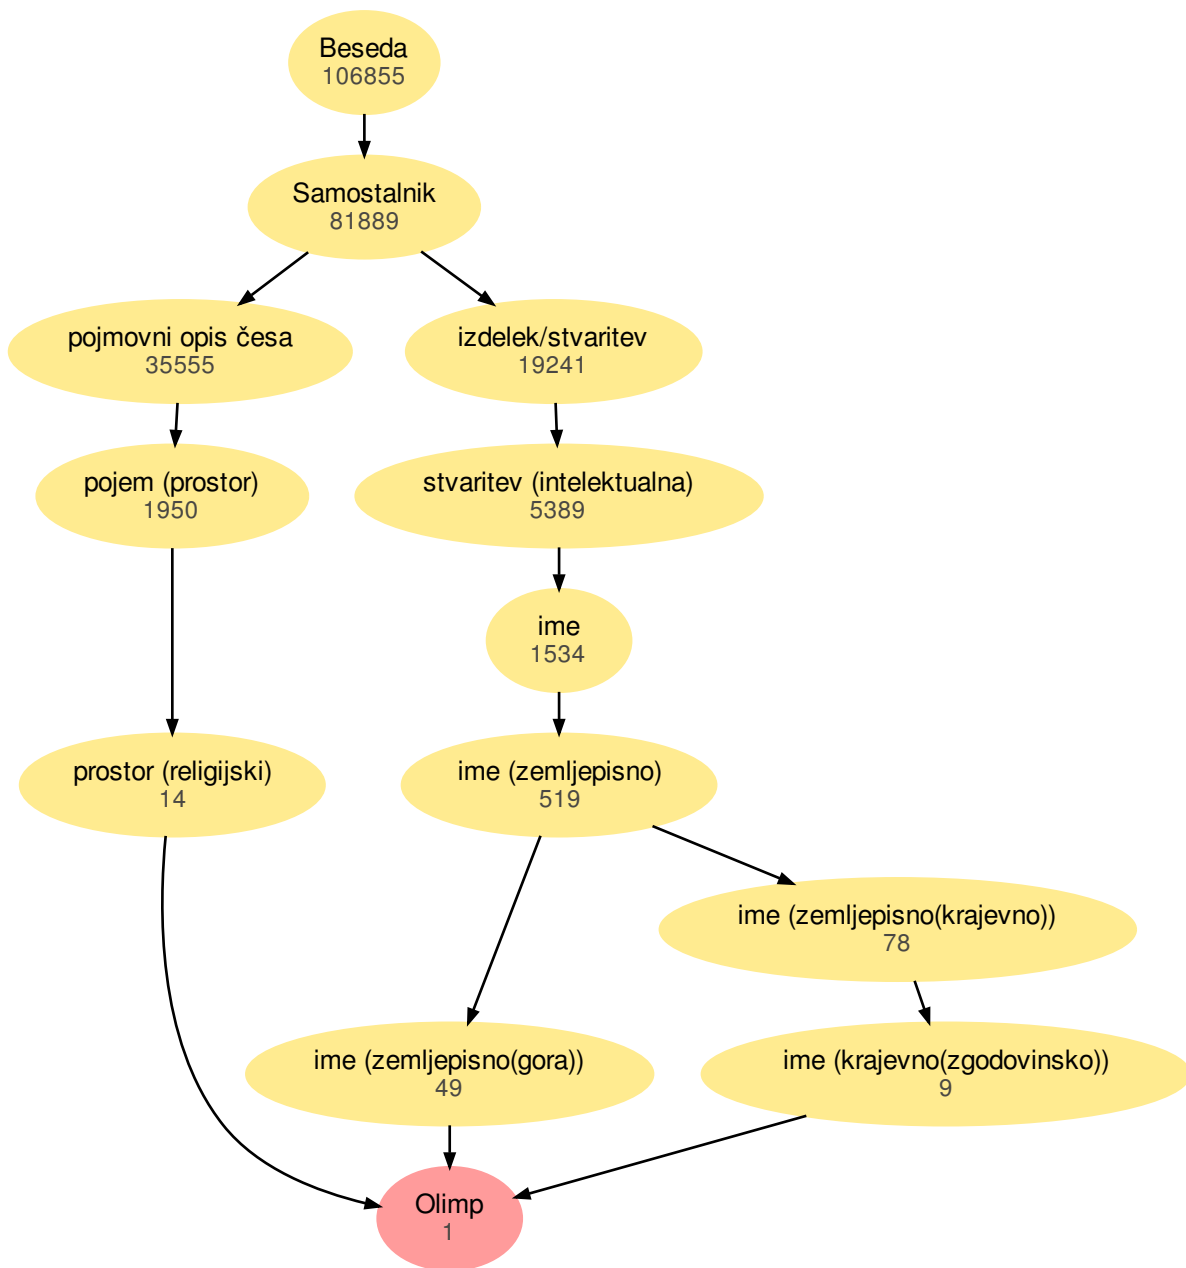 Beseda
106855
Samostalnik
81889
pojmovni opis česa
35555
izdelek/stvaritev
19241
pojem (prostor)
1950
stvaritev (intelektualna)
5389
ime
1534
prostor (religijski)
14
ime (zemljepisno)
519
ime (zemljepisno(krajevno))
78
ime (zemljepisno(gora))
49
ime (krajevno(zgodovinsko))
9
Olimp
1